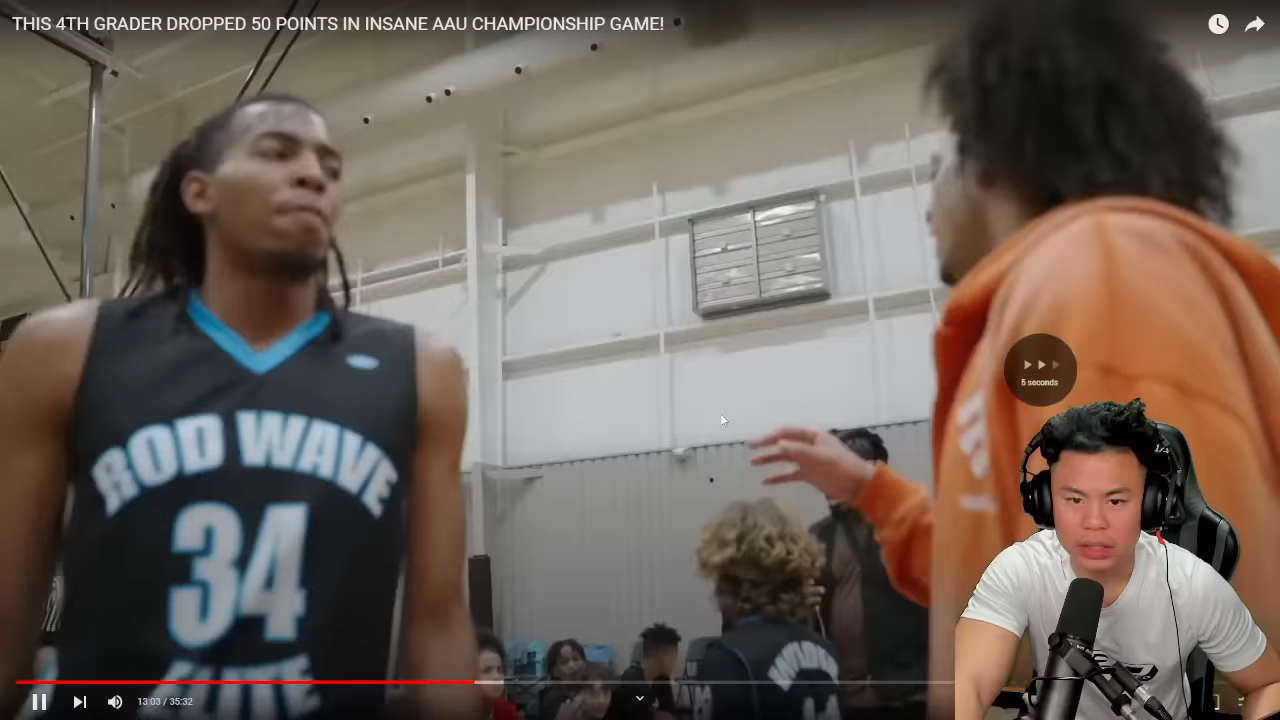 THIS 4TH GRADER DROPPED 50 POINTS IN INSANE AAU CHAMPIONSHIP GAME!
5 seconds
ROD WAVE
34
ELITE
13:03 / 35:32